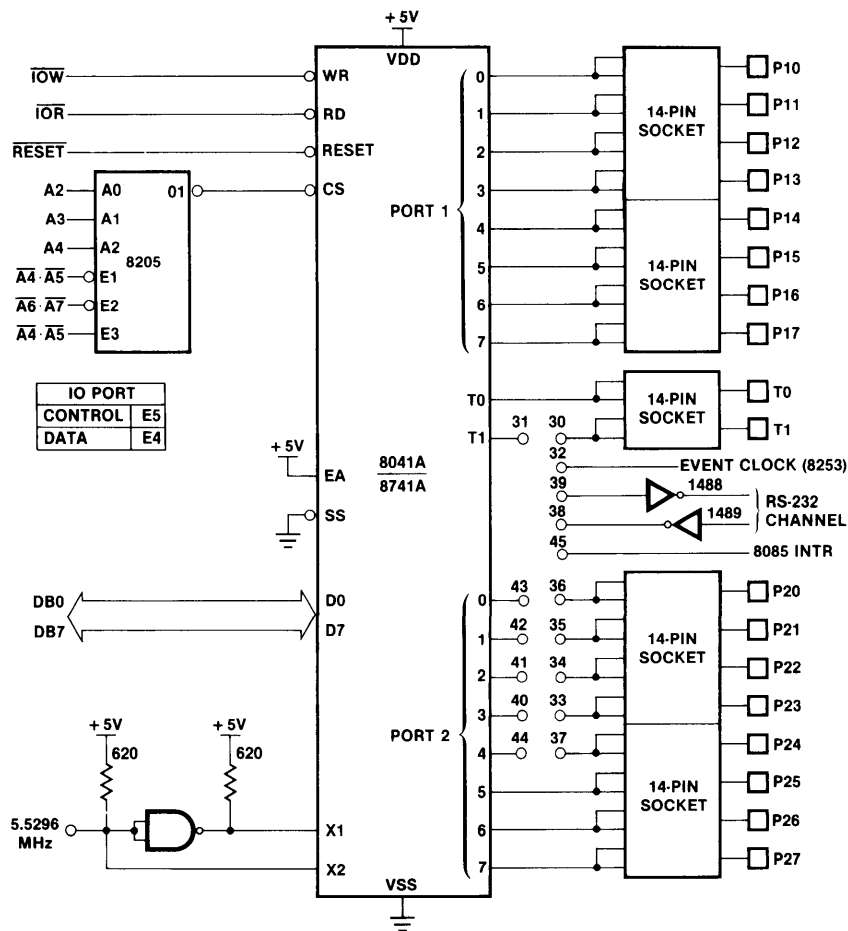 + 5V
VDD
IOW
WR
IOR
RD
RESET
RESET
A2
A0
01
CS
A3
A1
A4
A2
8205
A4 · A5
E1
A6 · A7
E2
A4 · A5
E3
IO PORT
CONTROL E5
DATA E4
+ 5V
EA
SS
8041A
8741A
DB0
DB7
D0
D7
+ 5V
620
+ 5V
620
5.5296
MHz
X1
X2
VSS
PORT 1
0
1
2
3
4
5
6
7
14-PIN
SOCKET
14-PIN
SOCKET
P10
P11
P12
P13
P14
P15
P16
P17
T0
T1
31
30
14-PIN
SOCKET
T0
T1
32
EVENT CLOCK (8253)
39
1488
38
1489
RS-232
CHANNEL
45
8085 INTR
PORT 2
0
1
2
3
4
5
6
7
43 36
42 35
41 34
40 33
44 37
14-PIN
SOCKET
14-PIN
SOCKET
P20
P21
P22
P23
P24
P25
P26
P27